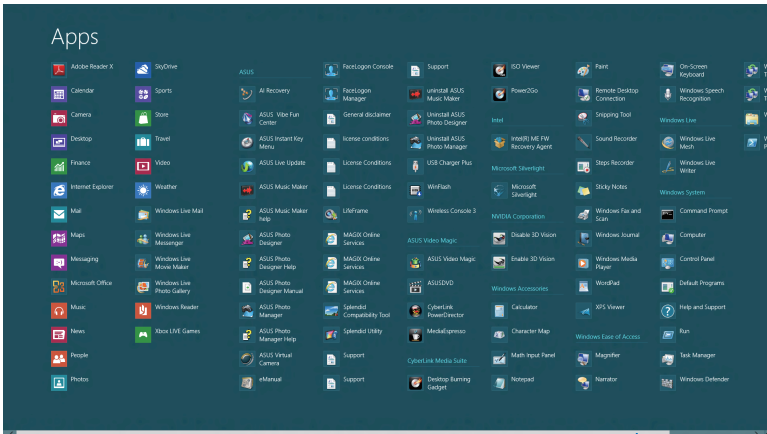 Apps
Adobe Reader X
Calendar
Camera
Desktop
Finance
Internet Explorer
Mail
Maps
Messaging
Microsoft Office
Music
News
People
Photos
SkyDrive
Sports
Store
Travel
Video
Weather
Windows Live Mail
Windows Live
Messenger
Windows Live
Movie Maker
Windows Live
Photo Gallery
Windows Reader
Xbox LIVE Games
ASUS
AI Recovery
ASUS Vibe Fun
Center
ASUS Instant Key
Menu
ASUS Live Update
ASUS Music Maker
ASUS Music Maker
help
ASUS Photo
Designer
ASUS Photo
Designer Help
ASUS Photo
Designer Manual
ASUS Photo
Manager
ASUS Photo
Manager Help
ASUS Virtual
Camera
eManual
FaceLogon Console
FaceLogon
Manager
General disclaimer
license conditions
License Conditions
License Conditions
LifeFrame
MAGIX Online
Services
MAGIX Online
Services
MAGIX Online
Services
Splendid
Compatibility Tool
Splendid Utility
Support
Support
Support
uninstall ASUS
Music Maker
Uninstall ASUS
Photo Designer
Uninstall ASUS
Photo Manager
USB Charger Plus
WinFlash
Wireless Console 3
ASUS Video Magic
ASUS Video Magic
ASUSDVD
CyberLink
PowerDirector
MediaEspresso
CyberLink Media Suite
Desktop Burning
Gadget
ISO Viewer
Power2Go
Intel
Intel(R) ME FW
Recovery Agent
Microsoft Silverlight
Microsoft
Silverlight
NVIDIA Corporation
Disable 3D Vision
Enable 3D Vision
Windows Accessories
Calculator
Character Map
Math Input Panel
Notepad
Paint
Remote Desktop
Connection
Snipping Tool
Sound Recorder
Steps Recorder
Sticky Notes
Windows Fax and
Scan
Windows Journal
Windows Media
Player
WordPad
XPS Viewer
Windows Ease of Access
Magnifier
Narrator
On-Screen
Keyboard
Windows Speech
Recognition
Windows Live
Windows Live
Mesh
Windows Live
Writer
Windows System
Command Prompt
Computer
Control Panel
Default Programs
Help and Support
Run
Task Manager
Windows Defender